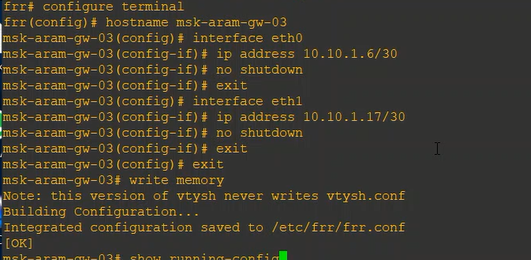 frr# configure terminal
frr(config)# hostname msk-aram-gw-03
msk-aram-gw-03(config)# interface eth0
msk-aram-gw-03(config-if)# ip address 10.10.1.6/30
msk-aram-gw-03(config-if)# no shutdown
msk-aram-gw-03(config-if)# exit
msk-aram-gw-03(config)# interface eth1
msk-aram-gw-03(config-if)# ip address 10.10.1.17/30
msk-aram-gw-03(config-if)# no shutdown
msk-aram-gw-03(config-if)# exit
msk-aram-gw-03(config)# exit
msk-aram-gw-03# write memory
Note: this version of vtysh never writes vtysh.conf
Building Configuration...
Integrated configuration saved to /etc/frr/frr.conf
[OK]
msk-aram-gw-03# show running-config